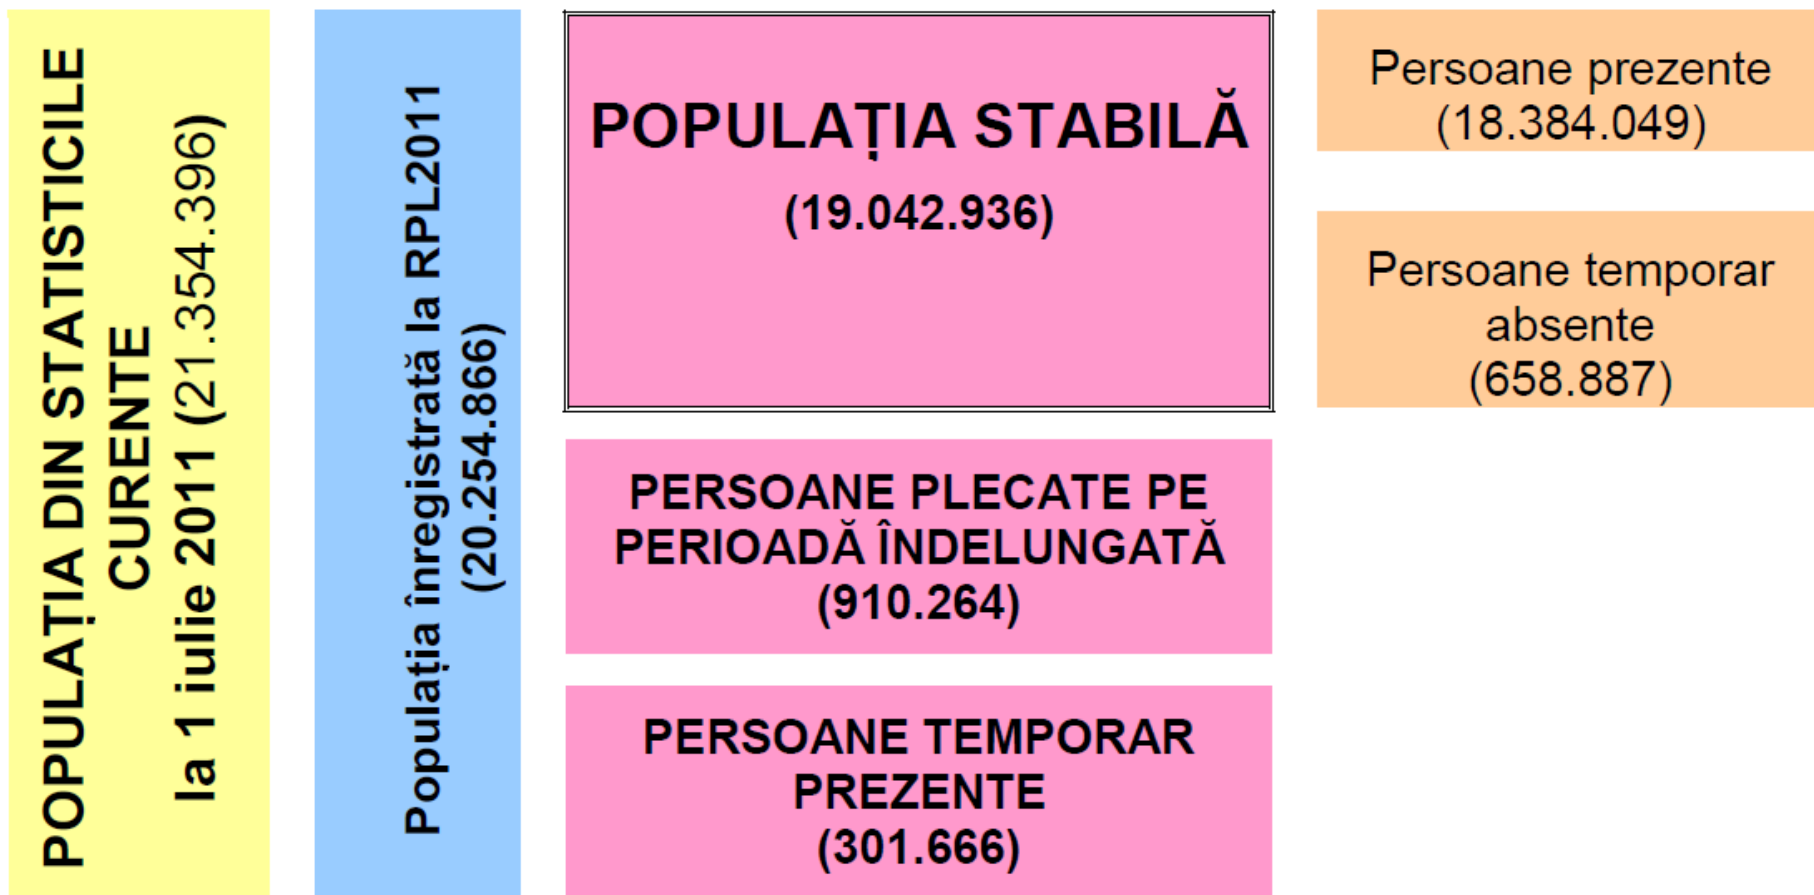 POPULAȚIA DIN STATISTICILE
CURENTE
la 1 iulie 2011 (21.354.396)
Populația înregistrată la RPL2011
(20.254.866)
POPULAȚIA STABILĂ
(19.042.936)
PERSOANE PLECATE PE
PERIOADĂ ÎNDELUNGATĂ
(910.264)
PERSOANE TEMPORAR
PREZENTE
(301.666)
Persoane prezente
(18.384.049)
Persoane temporar
absente
(658.887)